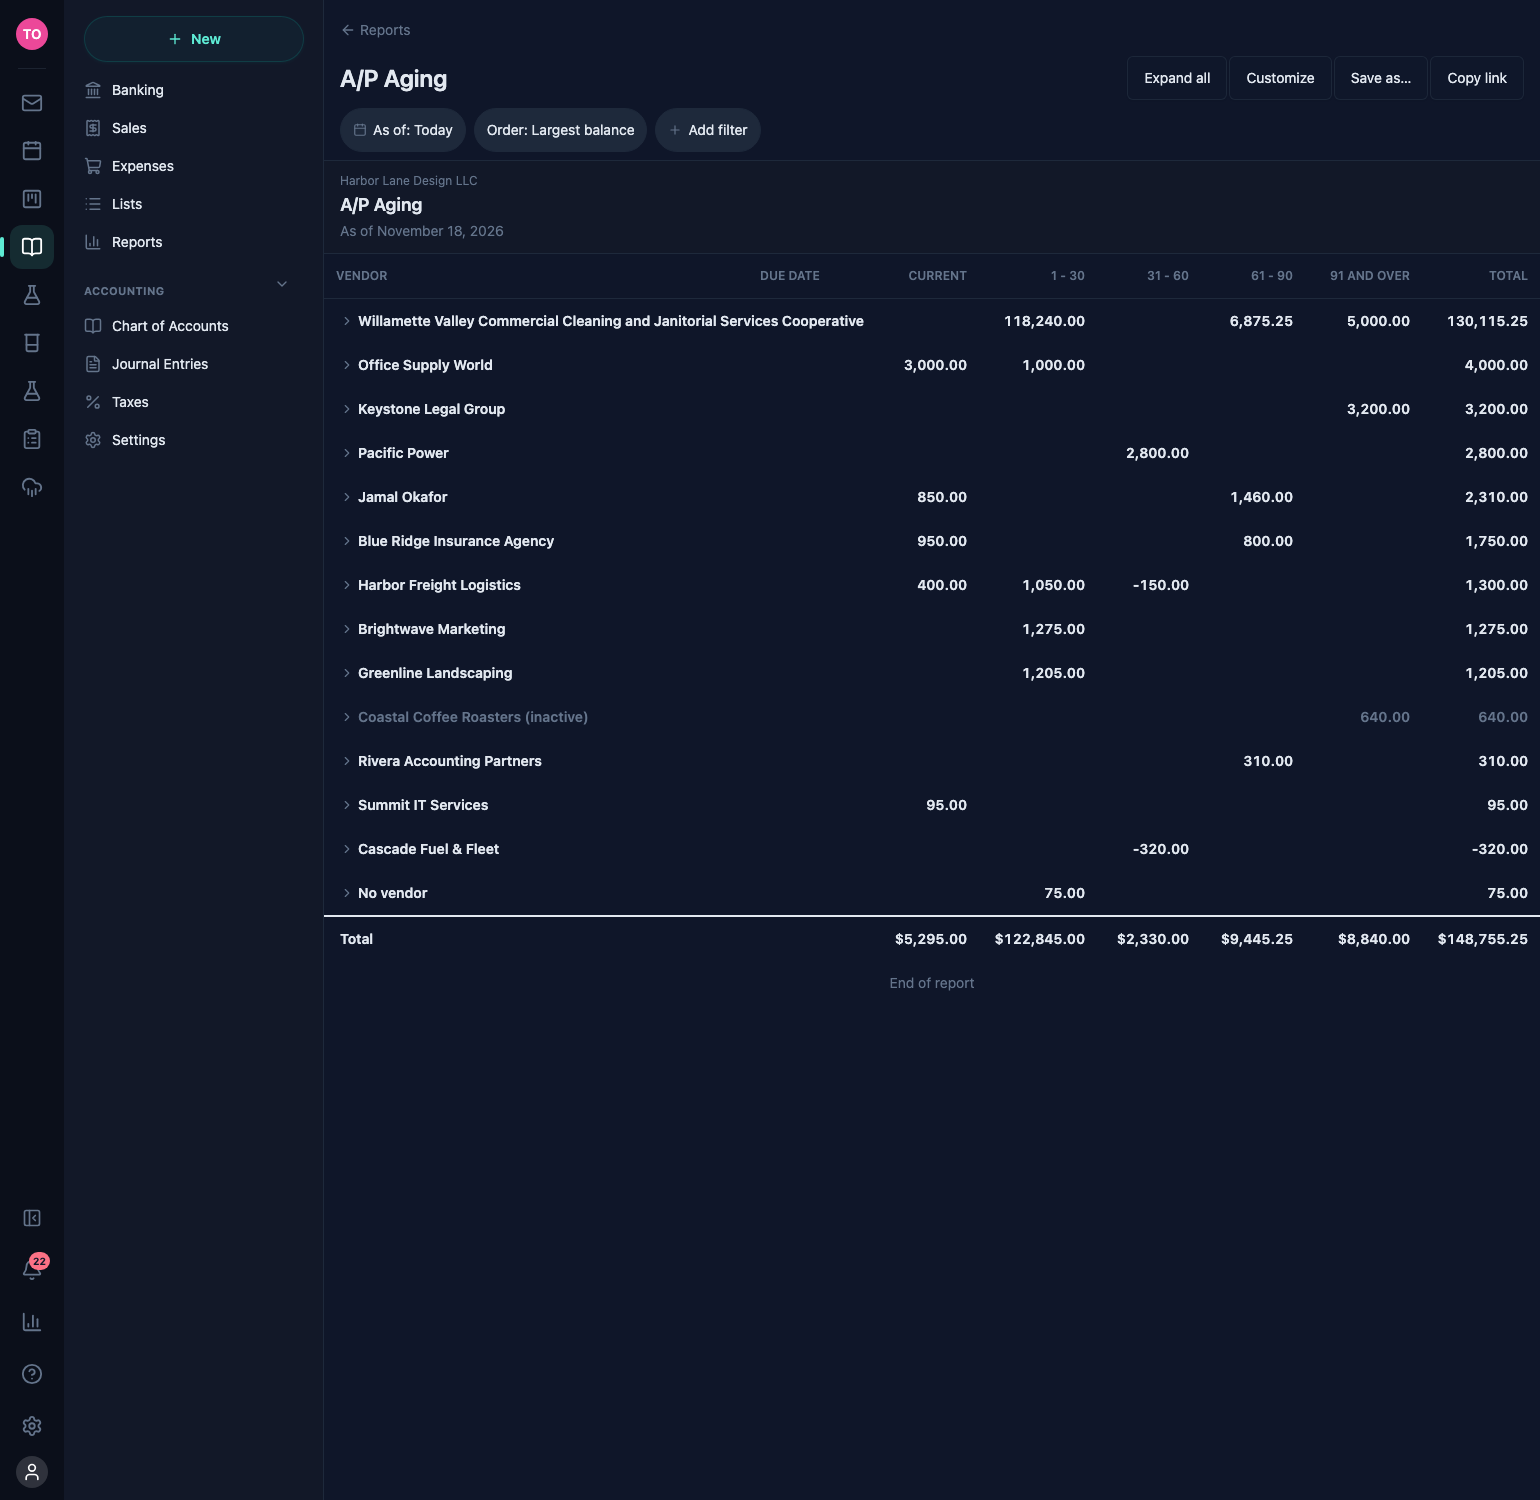 TO
New
Banking
Sales
Expenses
Lists
Reports
ACCOUNTING
Chart of Accounts
Journal Entries
Taxes
Settings
22
Reports
A/P Aging
Expand all Customize Save as... Copy link
As of: Today Order: Largest balance Add filter
Harbor Lane Design LLC
A/P Aging
As of November 18, 2026
VENDOR DUE DATE CURRENT 1 - 30 31 - 60 61 - 90 91 AND OVER TOTAL
Willamette Valley Commercial Cleaning and Janitorial Services Cooperative 118,240.00 6,875.25 5,000.00 130,115.25
Office Supply World 3,000.00 1,000.00 4,000.00
Keystone Legal Group 3,200.00 3,200.00
Pacific Power 2,800.00 2,800.00
Jamal Okafor 850.00 1,460.00 2,310.00
Blue Ridge Insurance Agency 950.00 800.00 1,750.00
Harbor Freight Logistics 400.00 1,050.00 -150.00 1,300.00
Brightwave Marketing 1,275.00 1,275.00
Greenline Landscaping 1,205.00 1,205.00
Coastal Coffee Roasters (inactive) 640.00 640.00
Rivera Accounting Partners 310.00 310.00
Summit IT Services 95.00 95.00
Cascade Fuel & Fleet -320.00 -320.00
No vendor 75.00 75.00
Total $5,295.00 $122,845.00 $2,330.00 $9,445.25 $8,840.00 $148,755.25
End of report